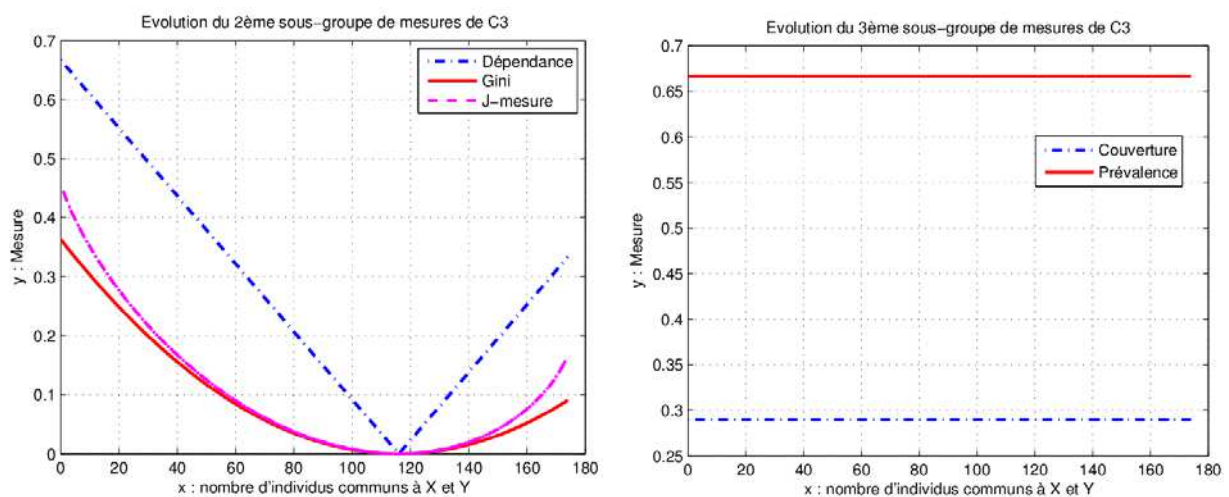 Evolution du 2ème sous-groupe de mesures de C3
0.7
0.6
0.5
0.4
0.3
0.2
0.1
0
y : Mesure
Dépendance
Gini
J-mesure
0 20 40 60 80 100 120 140 160 180
x : nombre d'individus communs à X et Y
Evolution du 3ème sous-groupe de mesures de C3
0.7
0.65
0.6
0.55
0.5
0.45
0.4
0.35
0.3
0.25
y : Mesure
Couverture
Prévalence
0 20 40 60 80 100 120 140 160 180
x : nombre d'individus communs à X et Y